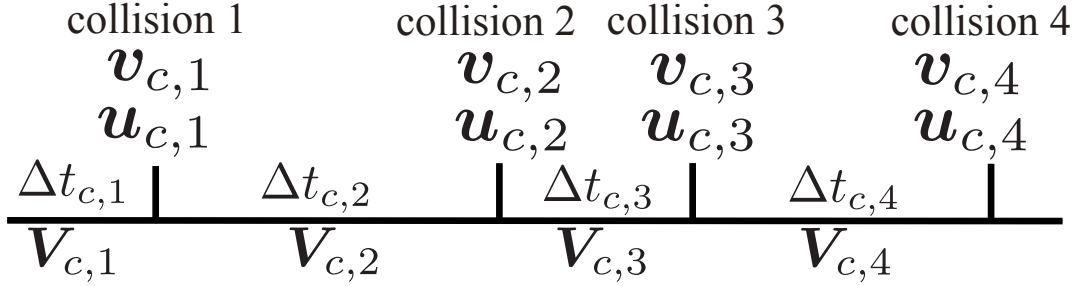 collision 1 collision 2 collision 3 collision 4
v_{c,1} v_{c,2} v_{c,3} v_{c,4}
u_{c,1} u_{c,2} u_{c,3} u_{c,4}
Δt_{c,1} Δt_{c,2} Δt_{c,3} Δt_{c,4}
V_{c,1} V_{c,2} V_{c,3} V_{c,4}